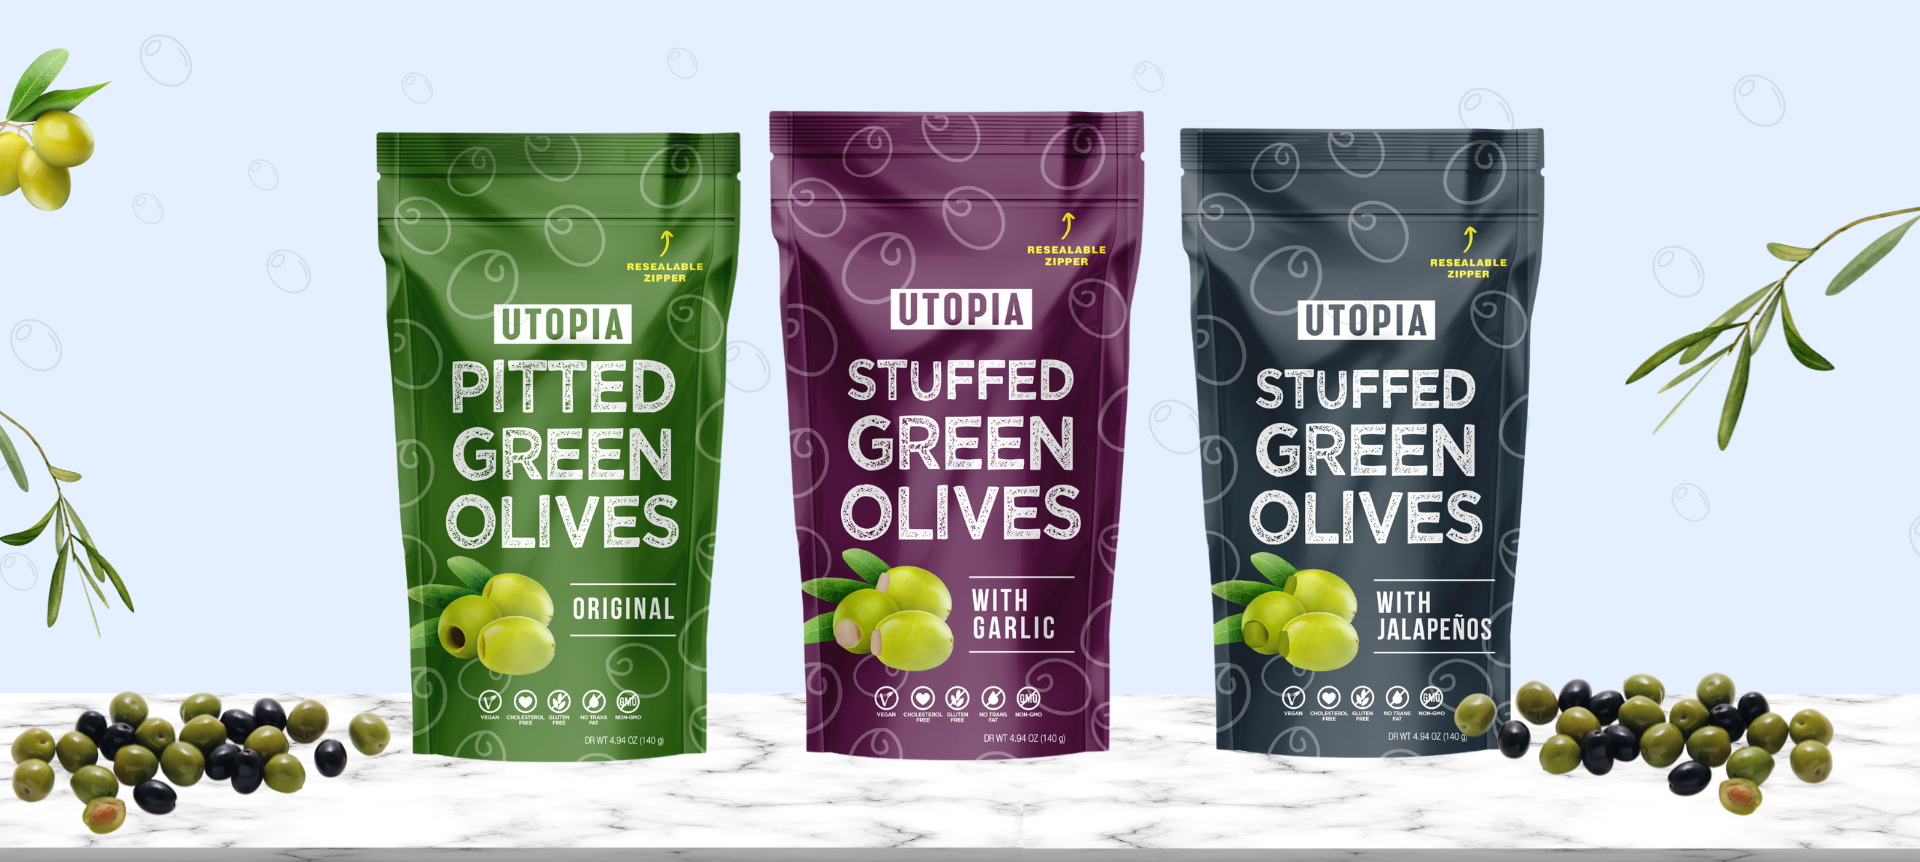 RESEALABLE
ZIPPER
UTOPIA
PITTED
GREEN
OLIVES
ORIGINAL
VEGAN
CHOLESTEROL
FREE
GLUTEN
FREE
NO TRANS
FAT
GMO
NON-GMO
DR WT 4.94 OZ (140 g)
RESEALABLE
ZIPPER
UTOPIA
STUFFED
GREEN
OLIVES
WITH
GARLIC
VEGAN
CHOLESTEROL
FREE
GLUTEN
FREE
NO TRANS
FAT
GMO
NON-GMO
DR WT 4.94 OZ (140 g)
RESEALABLE
ZIPPER
UTOPIA
STUFFED
GREEN
OLIVES
WITH
JALAPEÑOS
VEGAN
CHOLESTEROL
FREE
GLUTEN
FREE
NO TRANS
FAT
GMO
NON-GMO
DR WT 4.94 OZ (140 g)